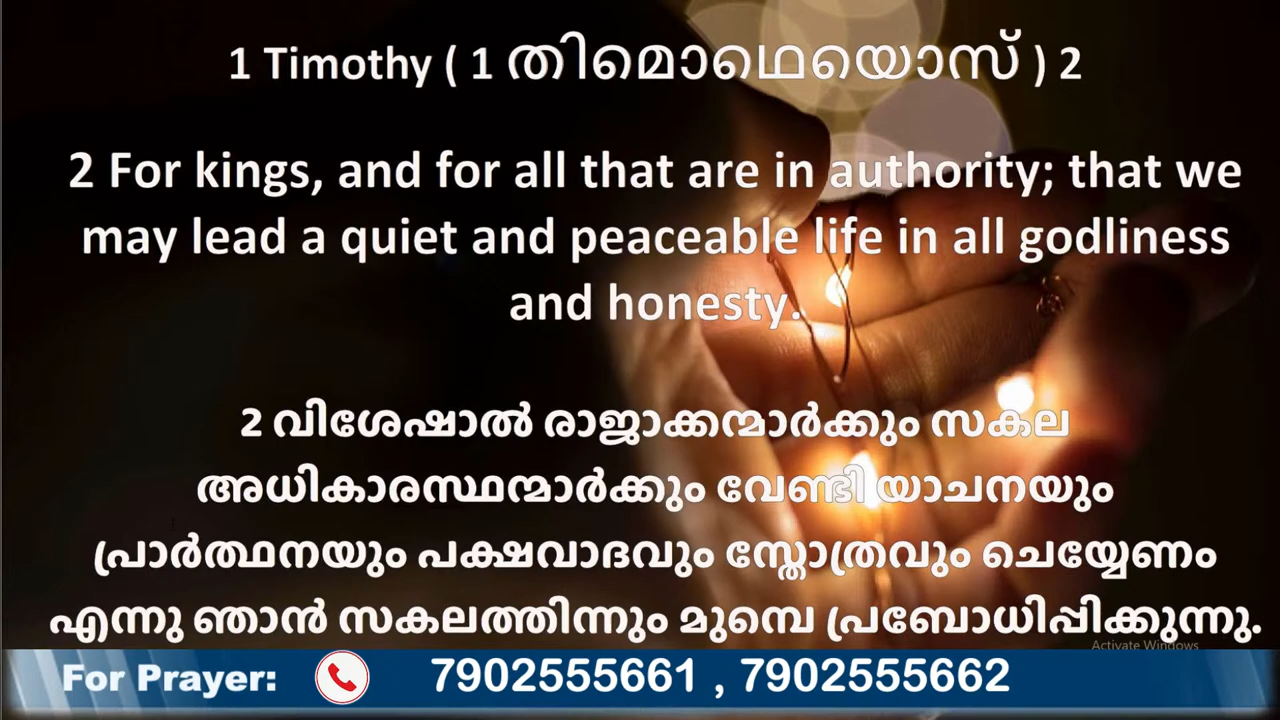 1 Timothy ( 1 തിമൊഥെയൊസ് ) 2
2 For kings, and for all that are in authority; that we
may lead a quiet and peaceable life in all godliness
and honesty.
2 വിശേഷാൽ രാജാക്കന്മാർക്കും സകല
അധികാരസ്ഥന്മാർക്കും വേണ്ടി യാചനയും
പ്രാർത്ഥനയും പക്ഷവാദവും സ്തോത്രവും ചെയ്യേണം
എന്നു ഞാൻ സകലത്തിന്നും മുമ്പെ പ്രബോധിപ്പിക്കുന്നു.
Activate Windows
For Prayer: 7902555661 , 7902555662